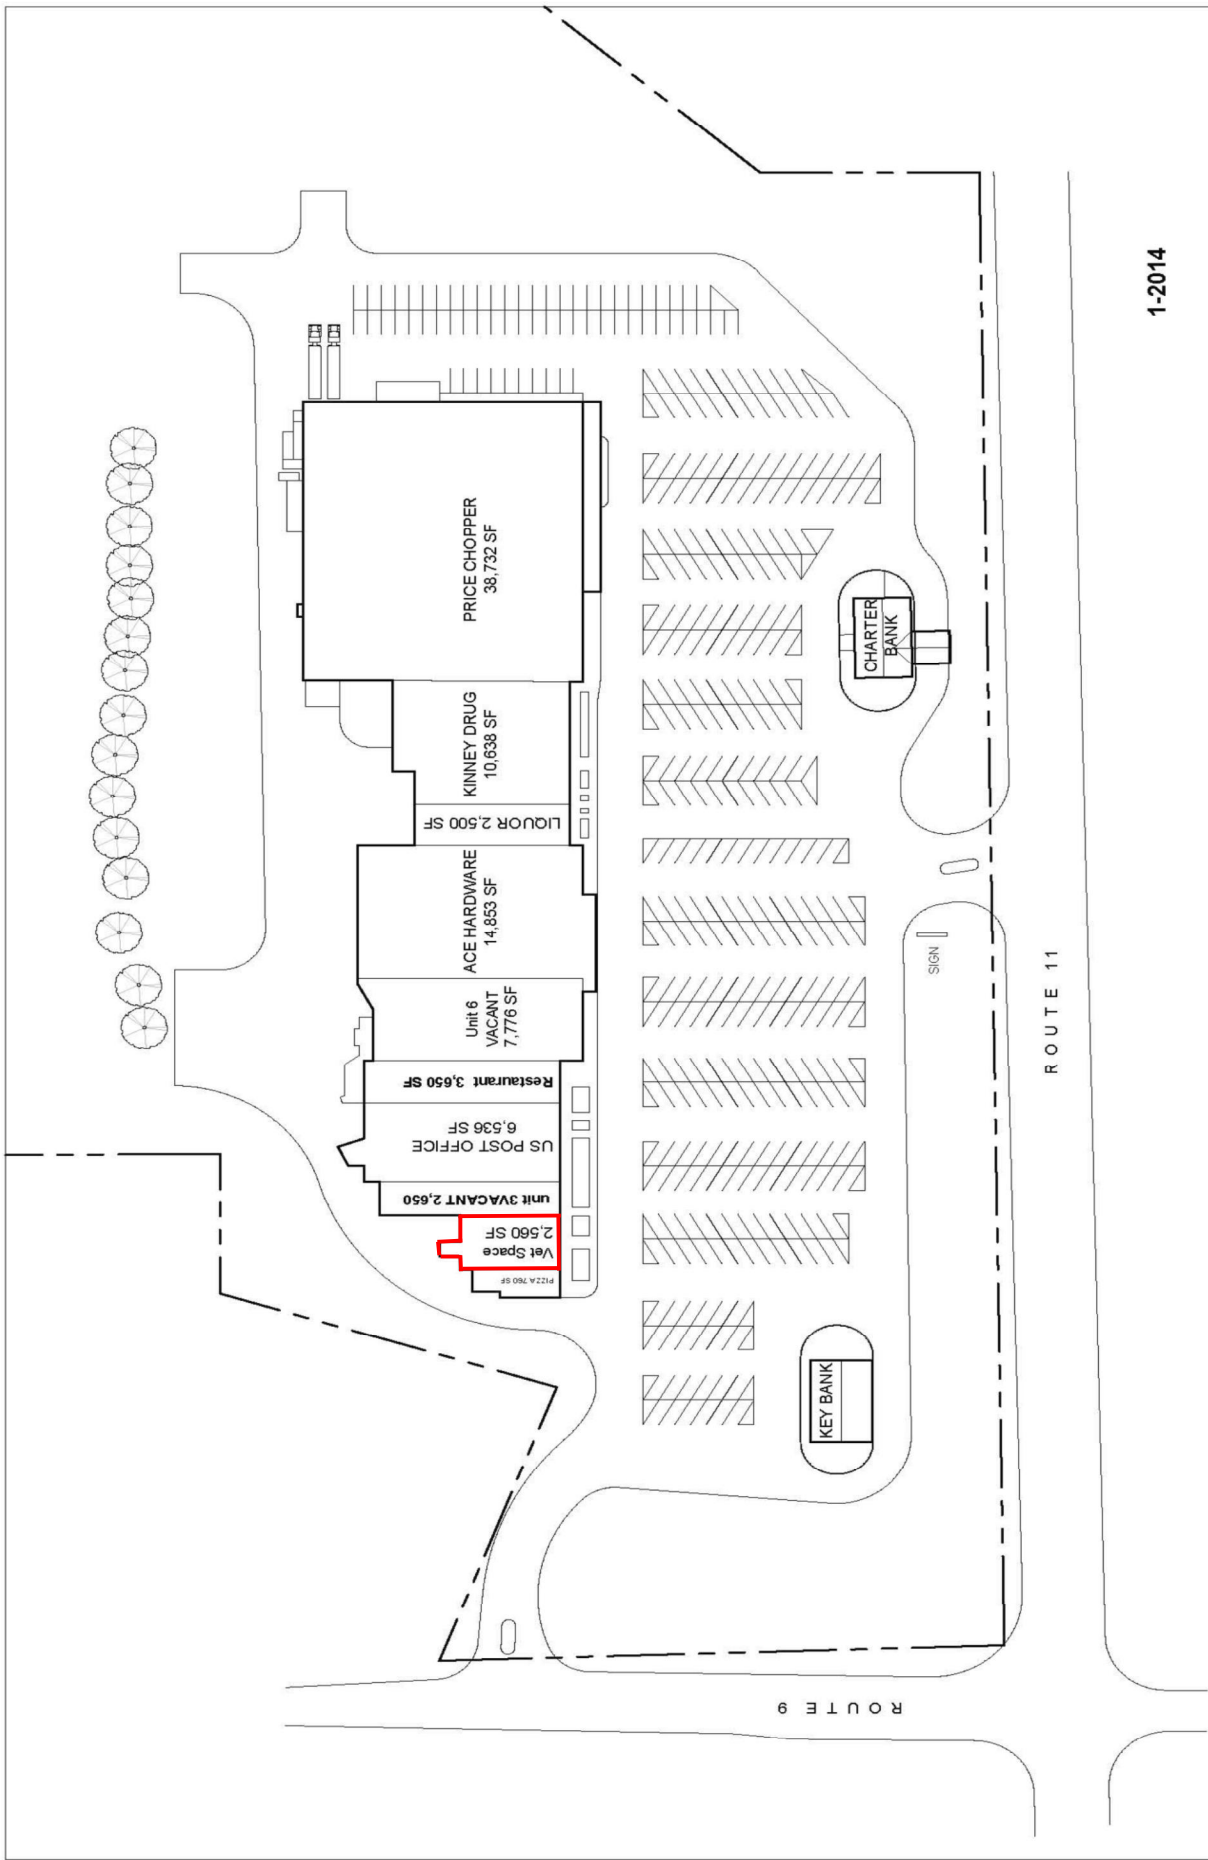 1-2014
PRICE CHOPPER
38,732 SF
KINNEY DRUG
10,638 SF
LIQUOR 2,500 SF
ACE HARDWARE
14,853 SF
Unit 6
VACANT
7,776 SF
Restaurant 3,650 SF
US POST OFFICE
6,536 SF
unit 3VACANT 2,650
Vet Space
2,560 SF
PIZZA 760 SF
CHARTER
BANK
SIGN
KEY BANK
ROUTE 11
ROUTE 9